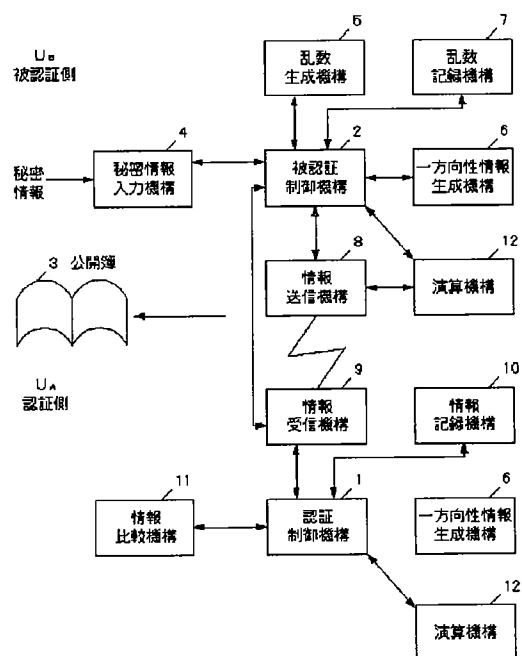 5
7
U_B
被認証側
乱数
生成機構
乱数
記録機構
4
2
6
秘密
情報
秘密情報
入力機構
被認証
制御機構
一方向性情報
生成機構
3 公開簿
8
12
情報
送信機構
演算機構
U_A
認証側
9
10
情報
受信機構
情報
記録機構
11
1
6
情報
比較機構
認証
制御機構
一方向性情報
生成機構
12
演算機構